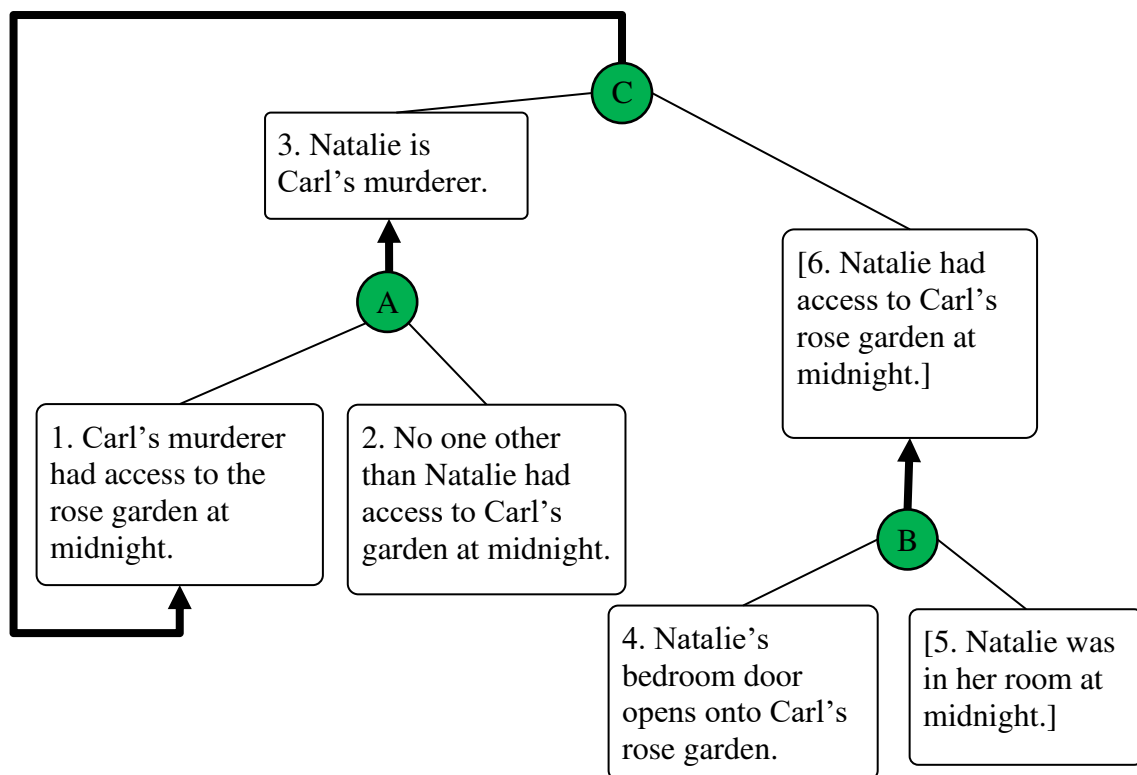 C
3. Natalie is
Carl’s murderer.
[6. Natalie had
access to Carl’s
rose garden at
midnight.]
A
1. Carl’s murderer
had access to the
rose garden at
midnight.
2. No one other
than Natalie had
access to Carl’s
garden at midnight.
B
4. Natalie’s
bedroom door
opens onto Carl’s
rose garden.
[5. Natalie was
in her room at
midnight.]